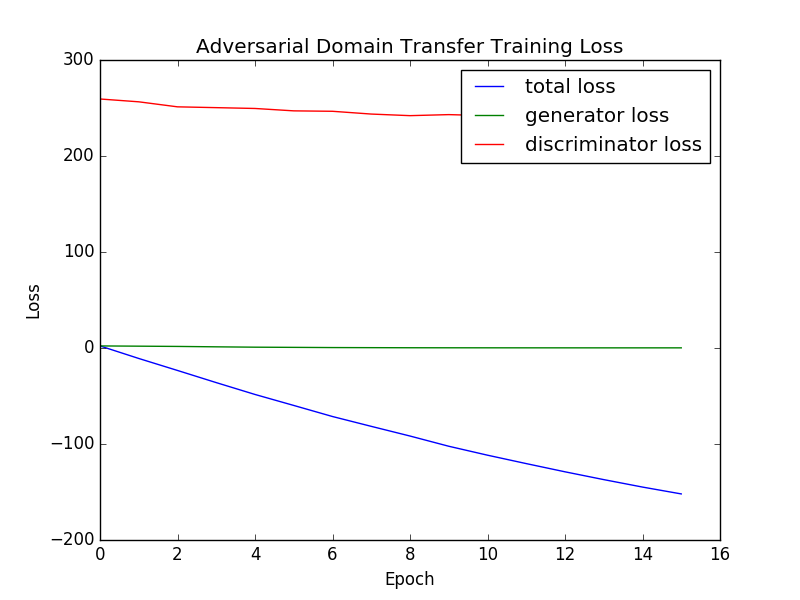 Adversarial Domain Transfer Training Loss
300
200
100
0
−100
−200
Loss
total loss
generator loss
discriminator loss
0 2 4 6 8 10 12 14 16
Epoch